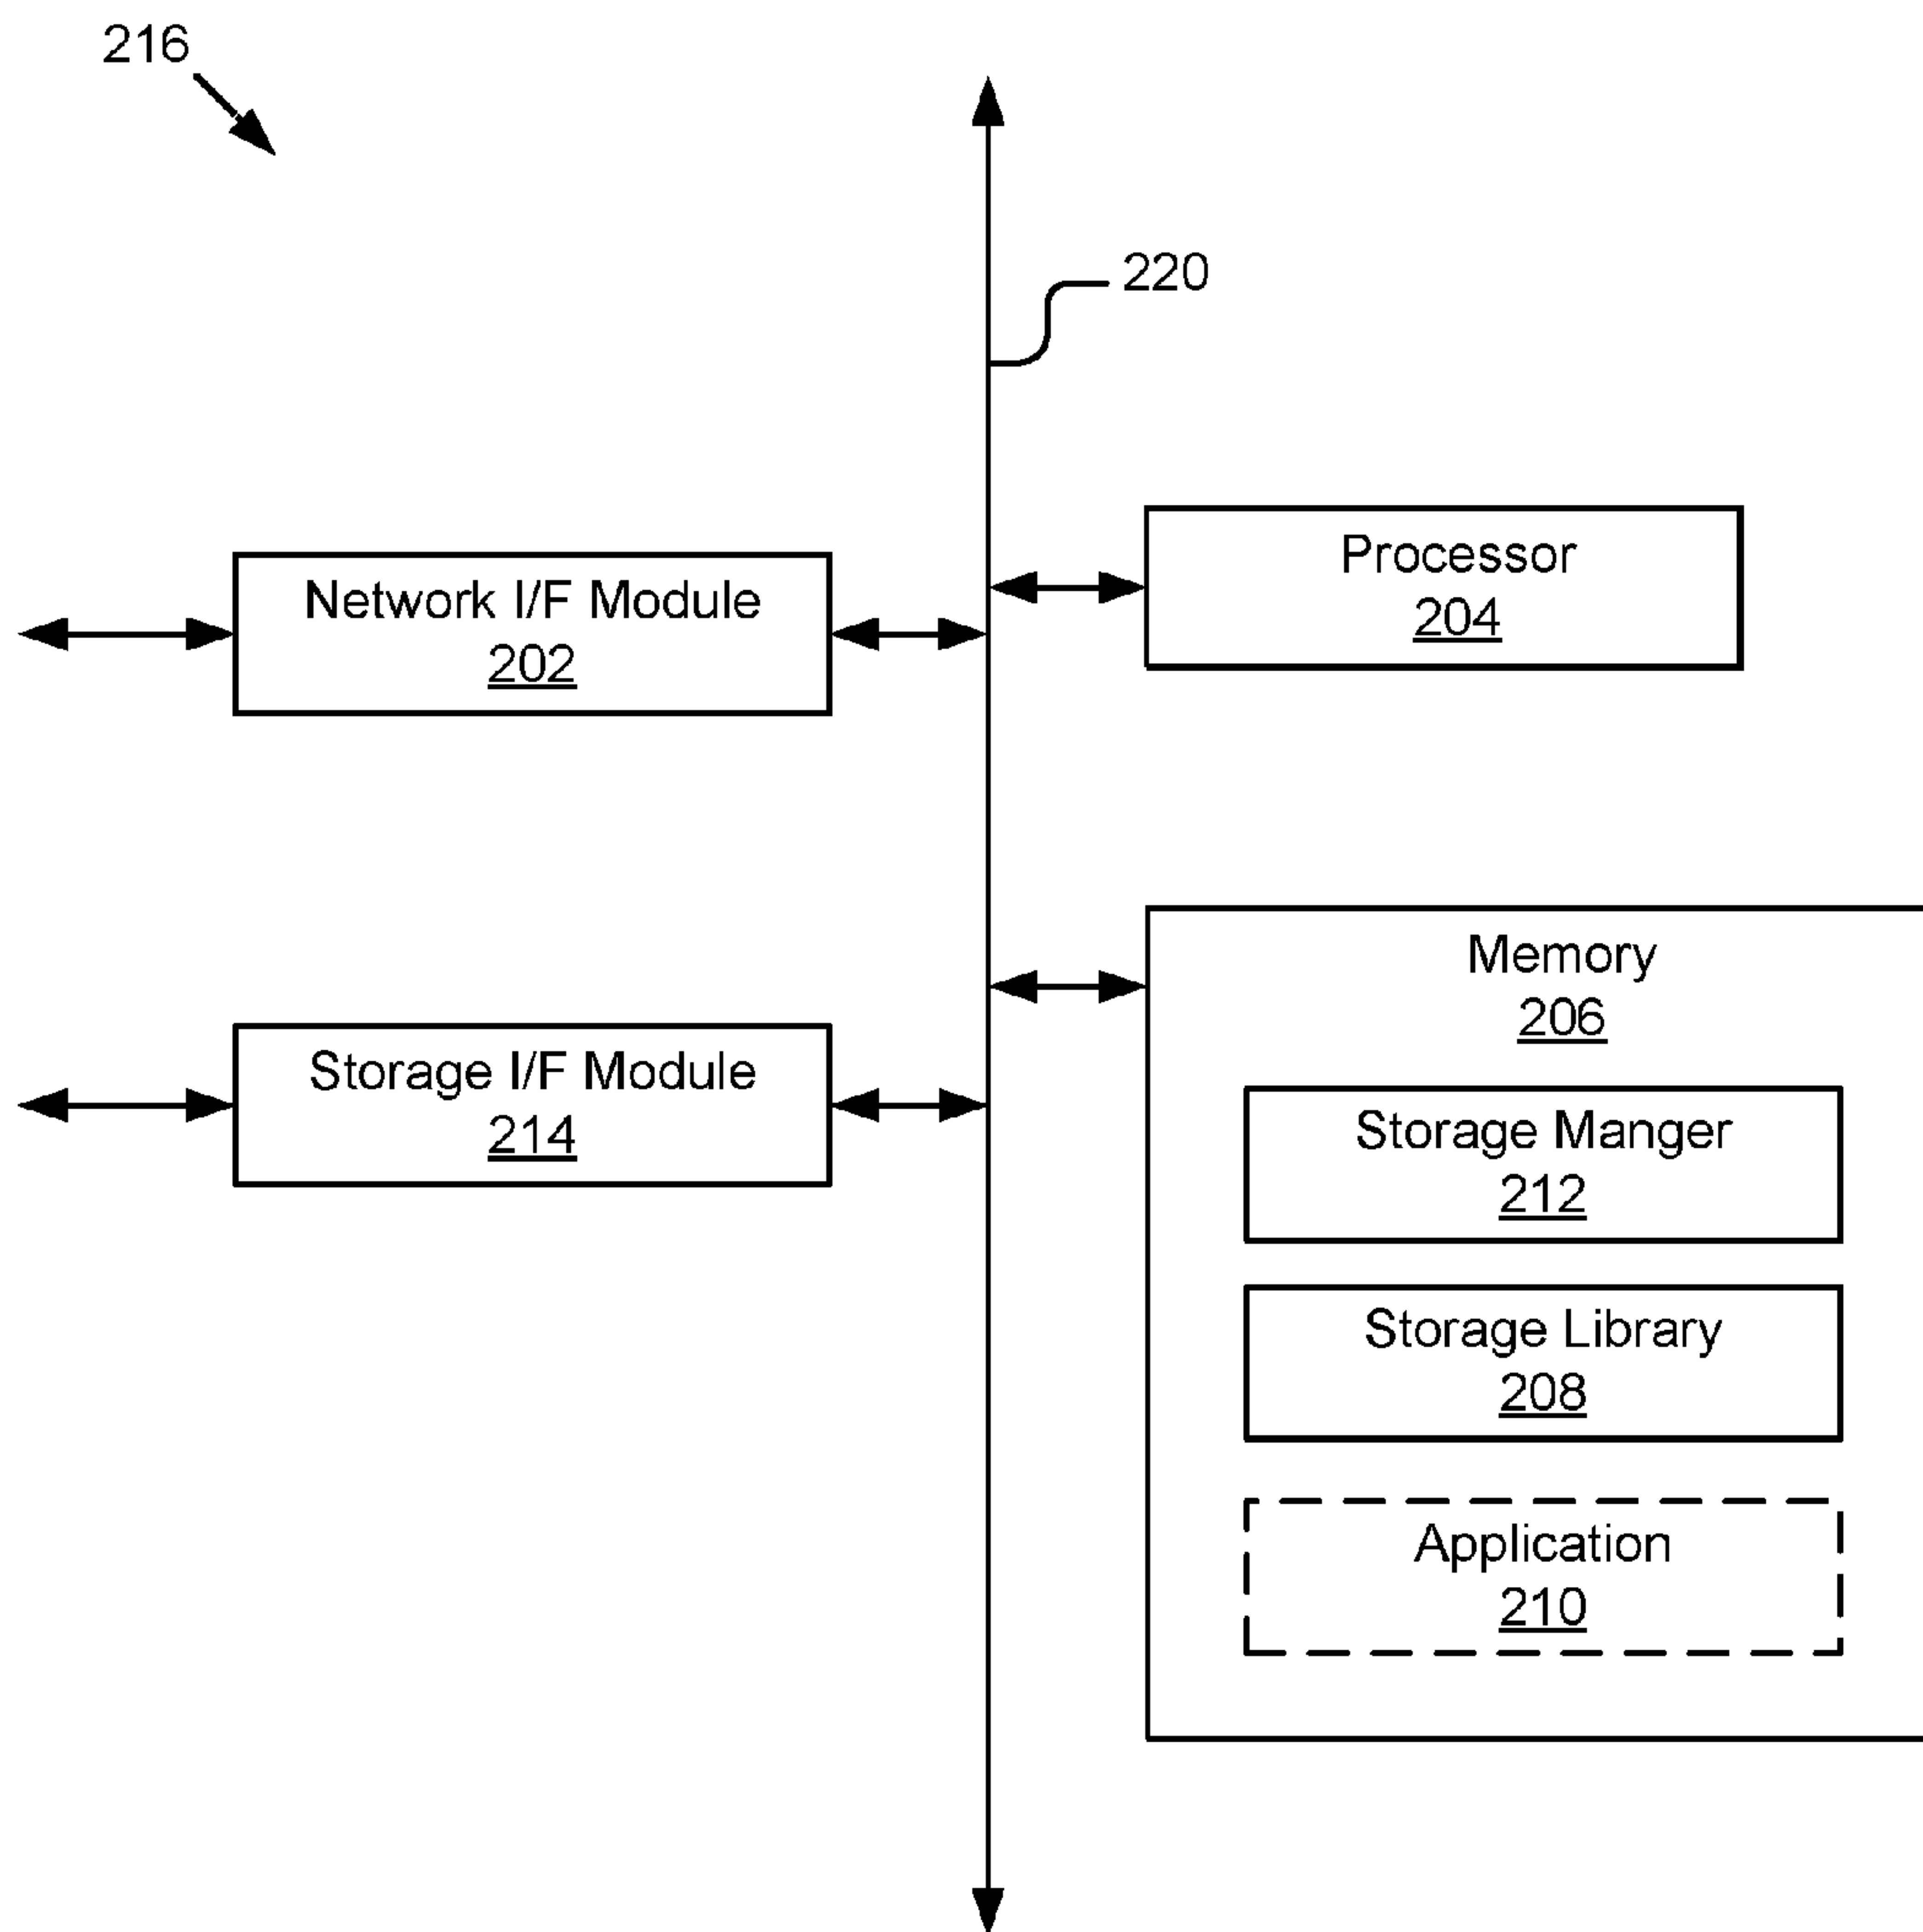 216
220
Processor
204
Network I/F Module
202
Memory
206
Storage I/F Module
214
Storage Manger
212
Storage Library
208
Application
210